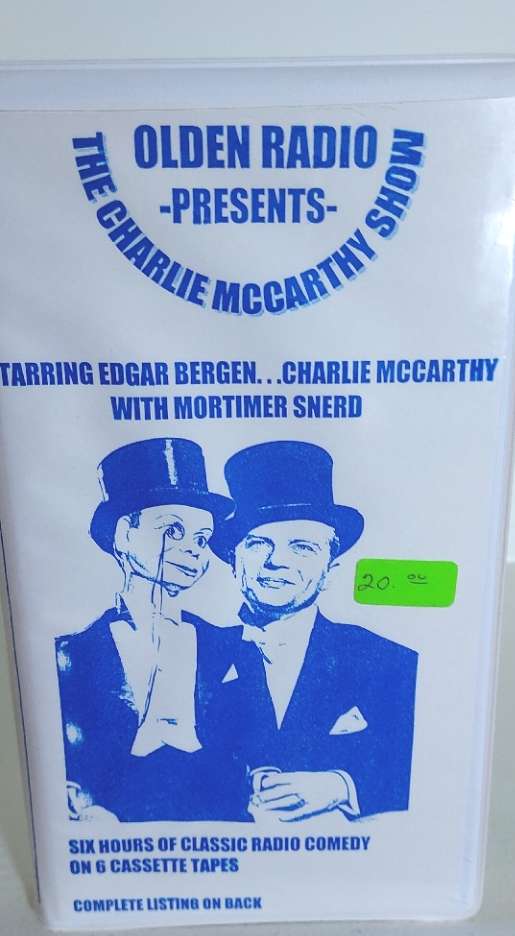 OLDEN RADIO
-PRESENTS-
THE CHARLIE MCCARTHY SHOW
TARRING EDGAR BERGEN...CHARLIE MCCARTHY
WITH MORTIMER SNERD
20.00
SIX HOURS OF CLASSIC RADIO COMEDY
ON 6 CASSETTE TAPES
COMPLETE LISTING ON BACK